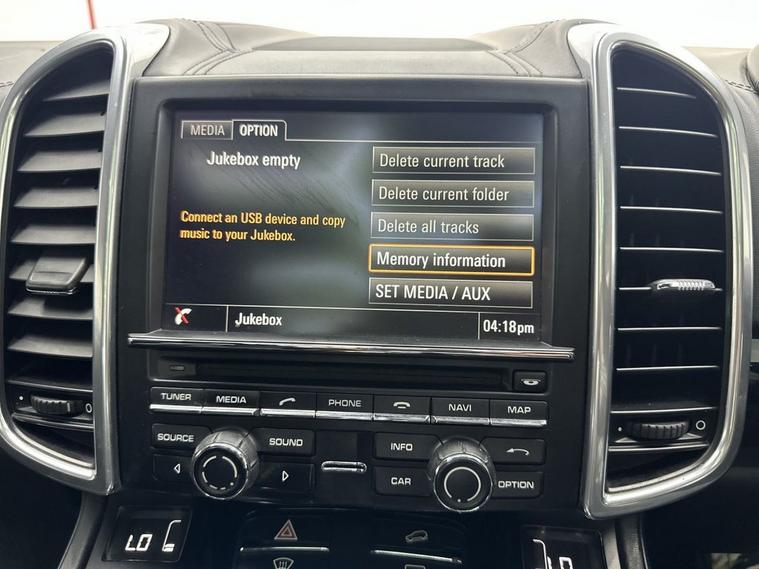 MEDIA OPTION
Jukebox empty
Delete current track
Delete current folder
Connect an USB device and copy
music to your Jukebox.
Delete all tracks
Memory information
SET MEDIA / AUX
Jukebox
04:18pm
TUNER MEDIA PHONE NAVI MAP
SOURCE SOUND INFO
CAR OPTION
LO
LO